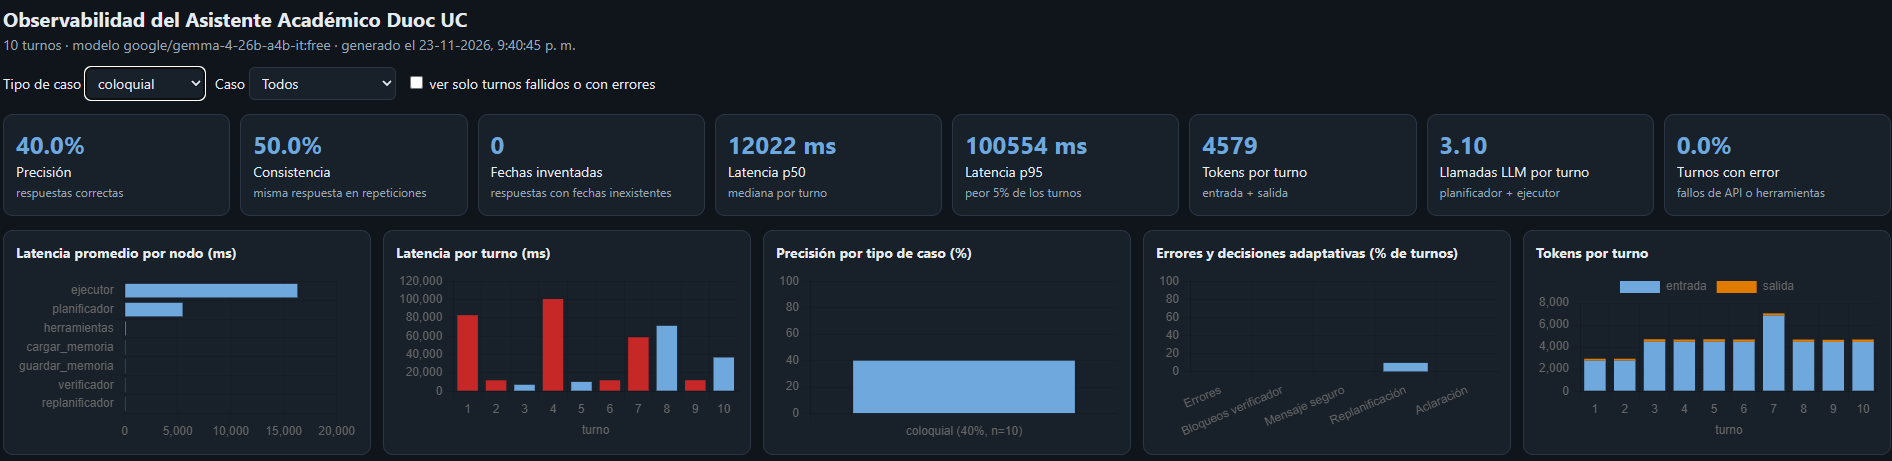 Observabilidad del Asistente Académico Duoc UC
10 turnos · modelo google/gemma-4-26b-a4b-it:free · generado el 23-11-2026, 9:40:45 p. m.
Tipo de caso coloquial Caso Todos ver solo turnos fallidos o con errores
40.0%
Precisión
respuestas correctas
50.0%
Consistencia
misma respuesta en repeticiones
0
Fechas inventadas
respuestas con fechas inexistentes
12022 ms
Latencia p50
mediana por turno
100554 ms
Latencia p95
peor 5% de los turnos
4579
Tokens por turno
entrada + salida
3.10
Llamadas LLM por turno
planificador + ejecutor
0.0%
Turnos con error
fallos de API o herramientas
Latencia promedio por nodo (ms)
ejecutor
planificador
herramientas
cargar_memoria
guardar_memoria
verificador
replanificador
0 5,000 10,000 15,000 20,000
Latencia por turno (ms)
120,000
100,000
80,000
60,000
40,000
20,000
0
1 2 3 4 5 6 7 8 9 10
turno
Precisión por tipo de caso (%)
100
80
60
40
20
0
coloquial (40%, n=10)
Errores y decisiones adaptativas (% de turnos)
100
80
60
40
20
0
Errores
Bloqueos verificador
Mensaje seguro
Replanificación
Aclaración
Tokens por turno
entrada salida
8,000
6,000
4,000
2,000
0
1 2 3 4 5 6 7 8 9 10
turno